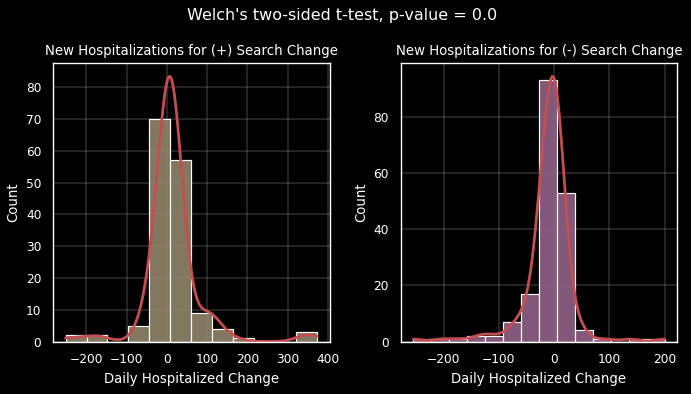 Welch's two-sided t-test, p-value = 0.0
New Hospitalizations for (+) Search Change
New Hospitalizations for (-) Search Change
Count
80
70
60
50
40
30
20
10
0
−200 −100 0 100 200 300 400
Daily Hospitalized Change
Count
80
60
40
20
0
−200 −100 0 100 200
Daily Hospitalized Change